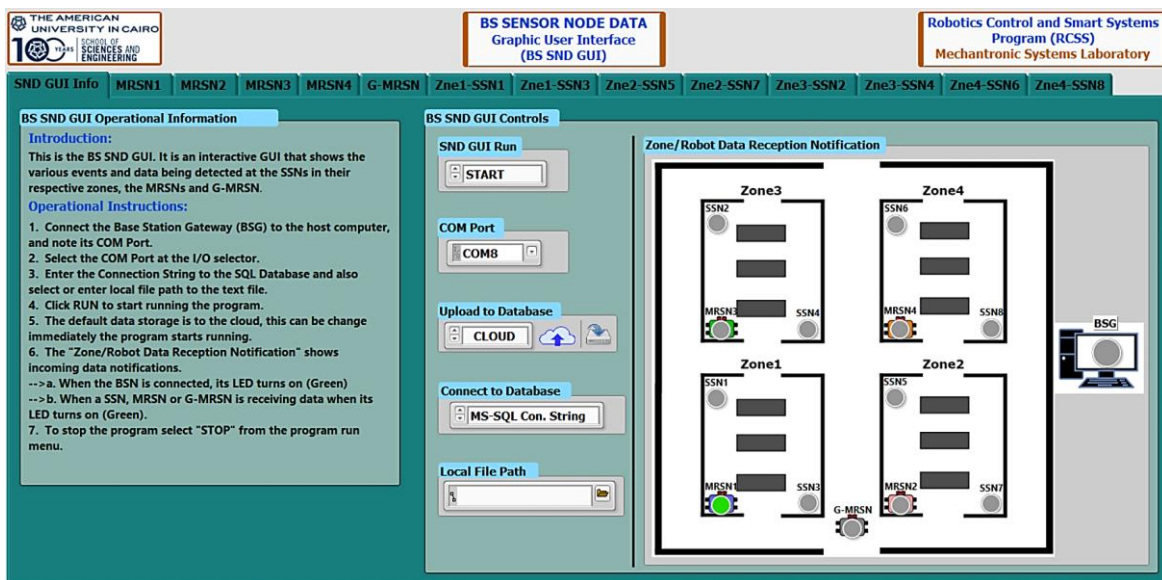 THE AMERICAN
UNIVERSITY IN CAIRO
100 YEARS
SCHOOL OF
SCIENCES AND
ENGINEERING
BS SENSOR NODE DATA
Graphic User Interface
(BS SND GUI)
Robotics Control and Smart Systems
Program (RCSS)
Mechantronic Systems Laboratory
SND GUI Info MRSN1 MRSN2 MRSN3 MRSN4 G-MRSN Zne1-SSN1 Zne1-SSN3 Zne2-SSN5 Zne2-SSN7 Zne3-SSN2 Zne3-SSN4 Zne4-SSN6 Zne4-SSN8
BS SND GUI Operational Information
Introduction:
This is the BS SND GUI. It is an interactive GUI that shows the
various events and data being detected at the SSNs in their
respective zones, the MRSNs and G-MRSN.
Operational Instructions:
1. Connect the Base Station Gateway (BSG) to the host computer,
and note its COM Port.
2. Select the COM Port at the I/O selector.
3. Enter the Connection String to the SQL Database and also
select or enter local file path to the text file.
4. Click RUN to start running the program.
5. The default data storage is to the cloud, this can be change
immediately the program starts running.
6. The "Zone/Robot Data Reception Notification" shows
incoming data notifications.
-->a. When the BSN is connected, its LED turns on (Green)
-->b. When a SSN, MRSN or G-MRSN is receiving data when its
LED turns on (Green).
7. To stop the program select "STOP" from the program run
menu.
BS SND GUI Controls
SND GUI Run
START
COM Port
COM8
Upload to Database
CLOUD
Connect to Database
MS-SQL Con. String
Local File Path
Zone/Robot Data Reception Notification
Zone3 Zone4
SSN2 SSN6
MRSN3 SSN4 MRSN4 SSN8
BSG
Zone1 Zone2
SSN1 SSN5
MRSN1 SSN3 MRSN2 SSN7
G-MRSN